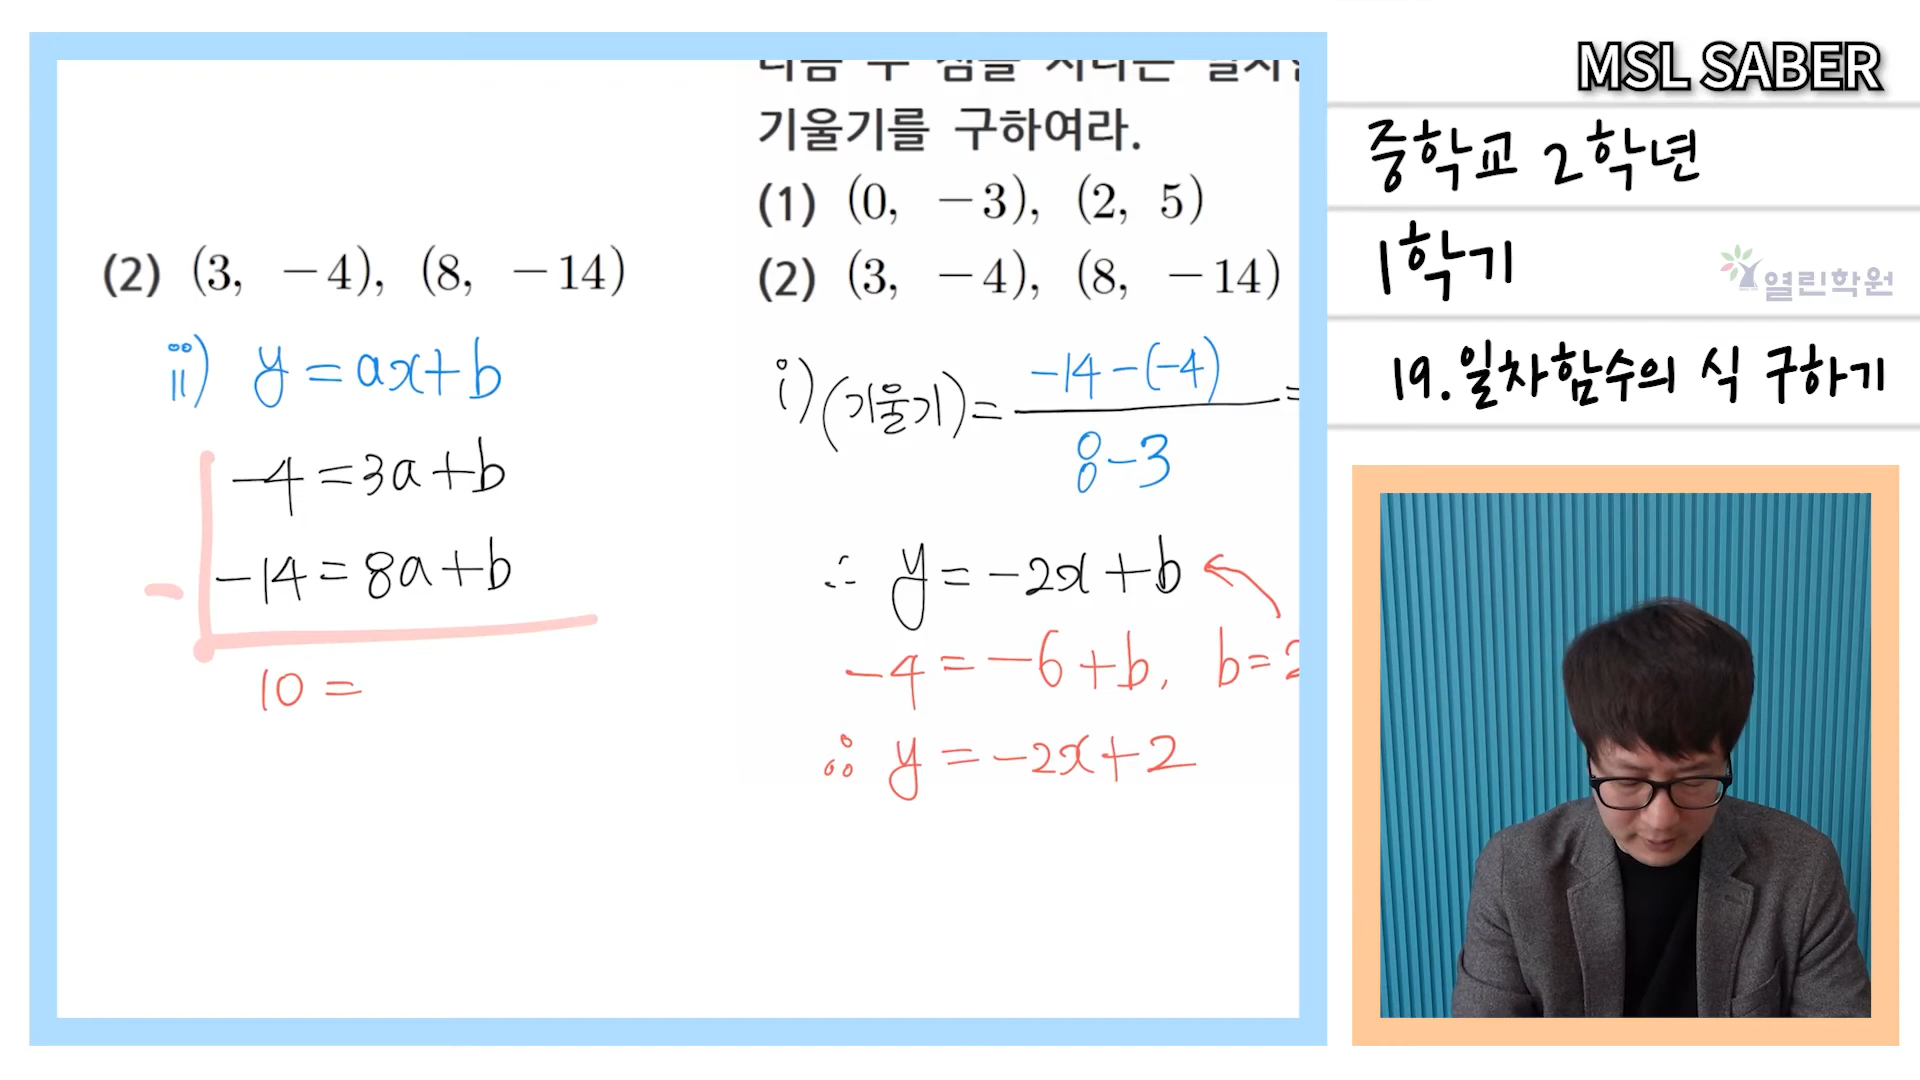 (2) (3, -4), (8, -14)
ii) y=ax+b
-4=3a+b
-14=8a+b
-
10=
기울기를 구하여라.
(1) (0, -3), (2, 5)
(2) (3, -4), (8, -14)
i) (기울기)= -14-(-4) / 8-3 =
∴ y=-2x+b
-4=-6+b, b=2
∴ y=-2x+2
MSL SABER
중학교 2학년
1학기
열린학원
19. 일차함수의 식 구하기